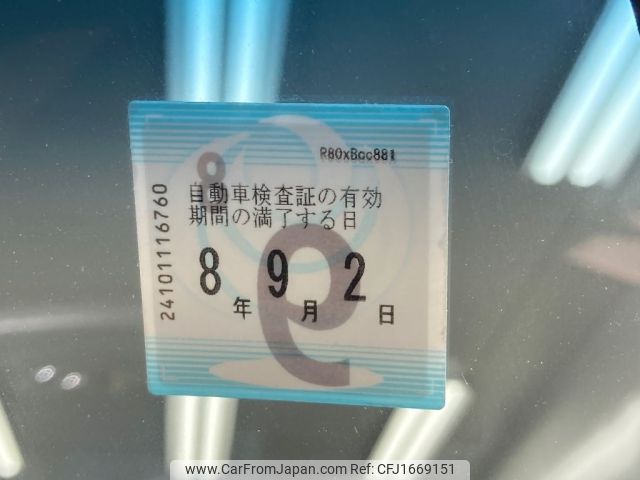 R80xBcc881
自動車検査証の有効
期間の満了する日
8年9月2日
24101116760
www.CarFromJapan.com | Ref: CFJ1669151